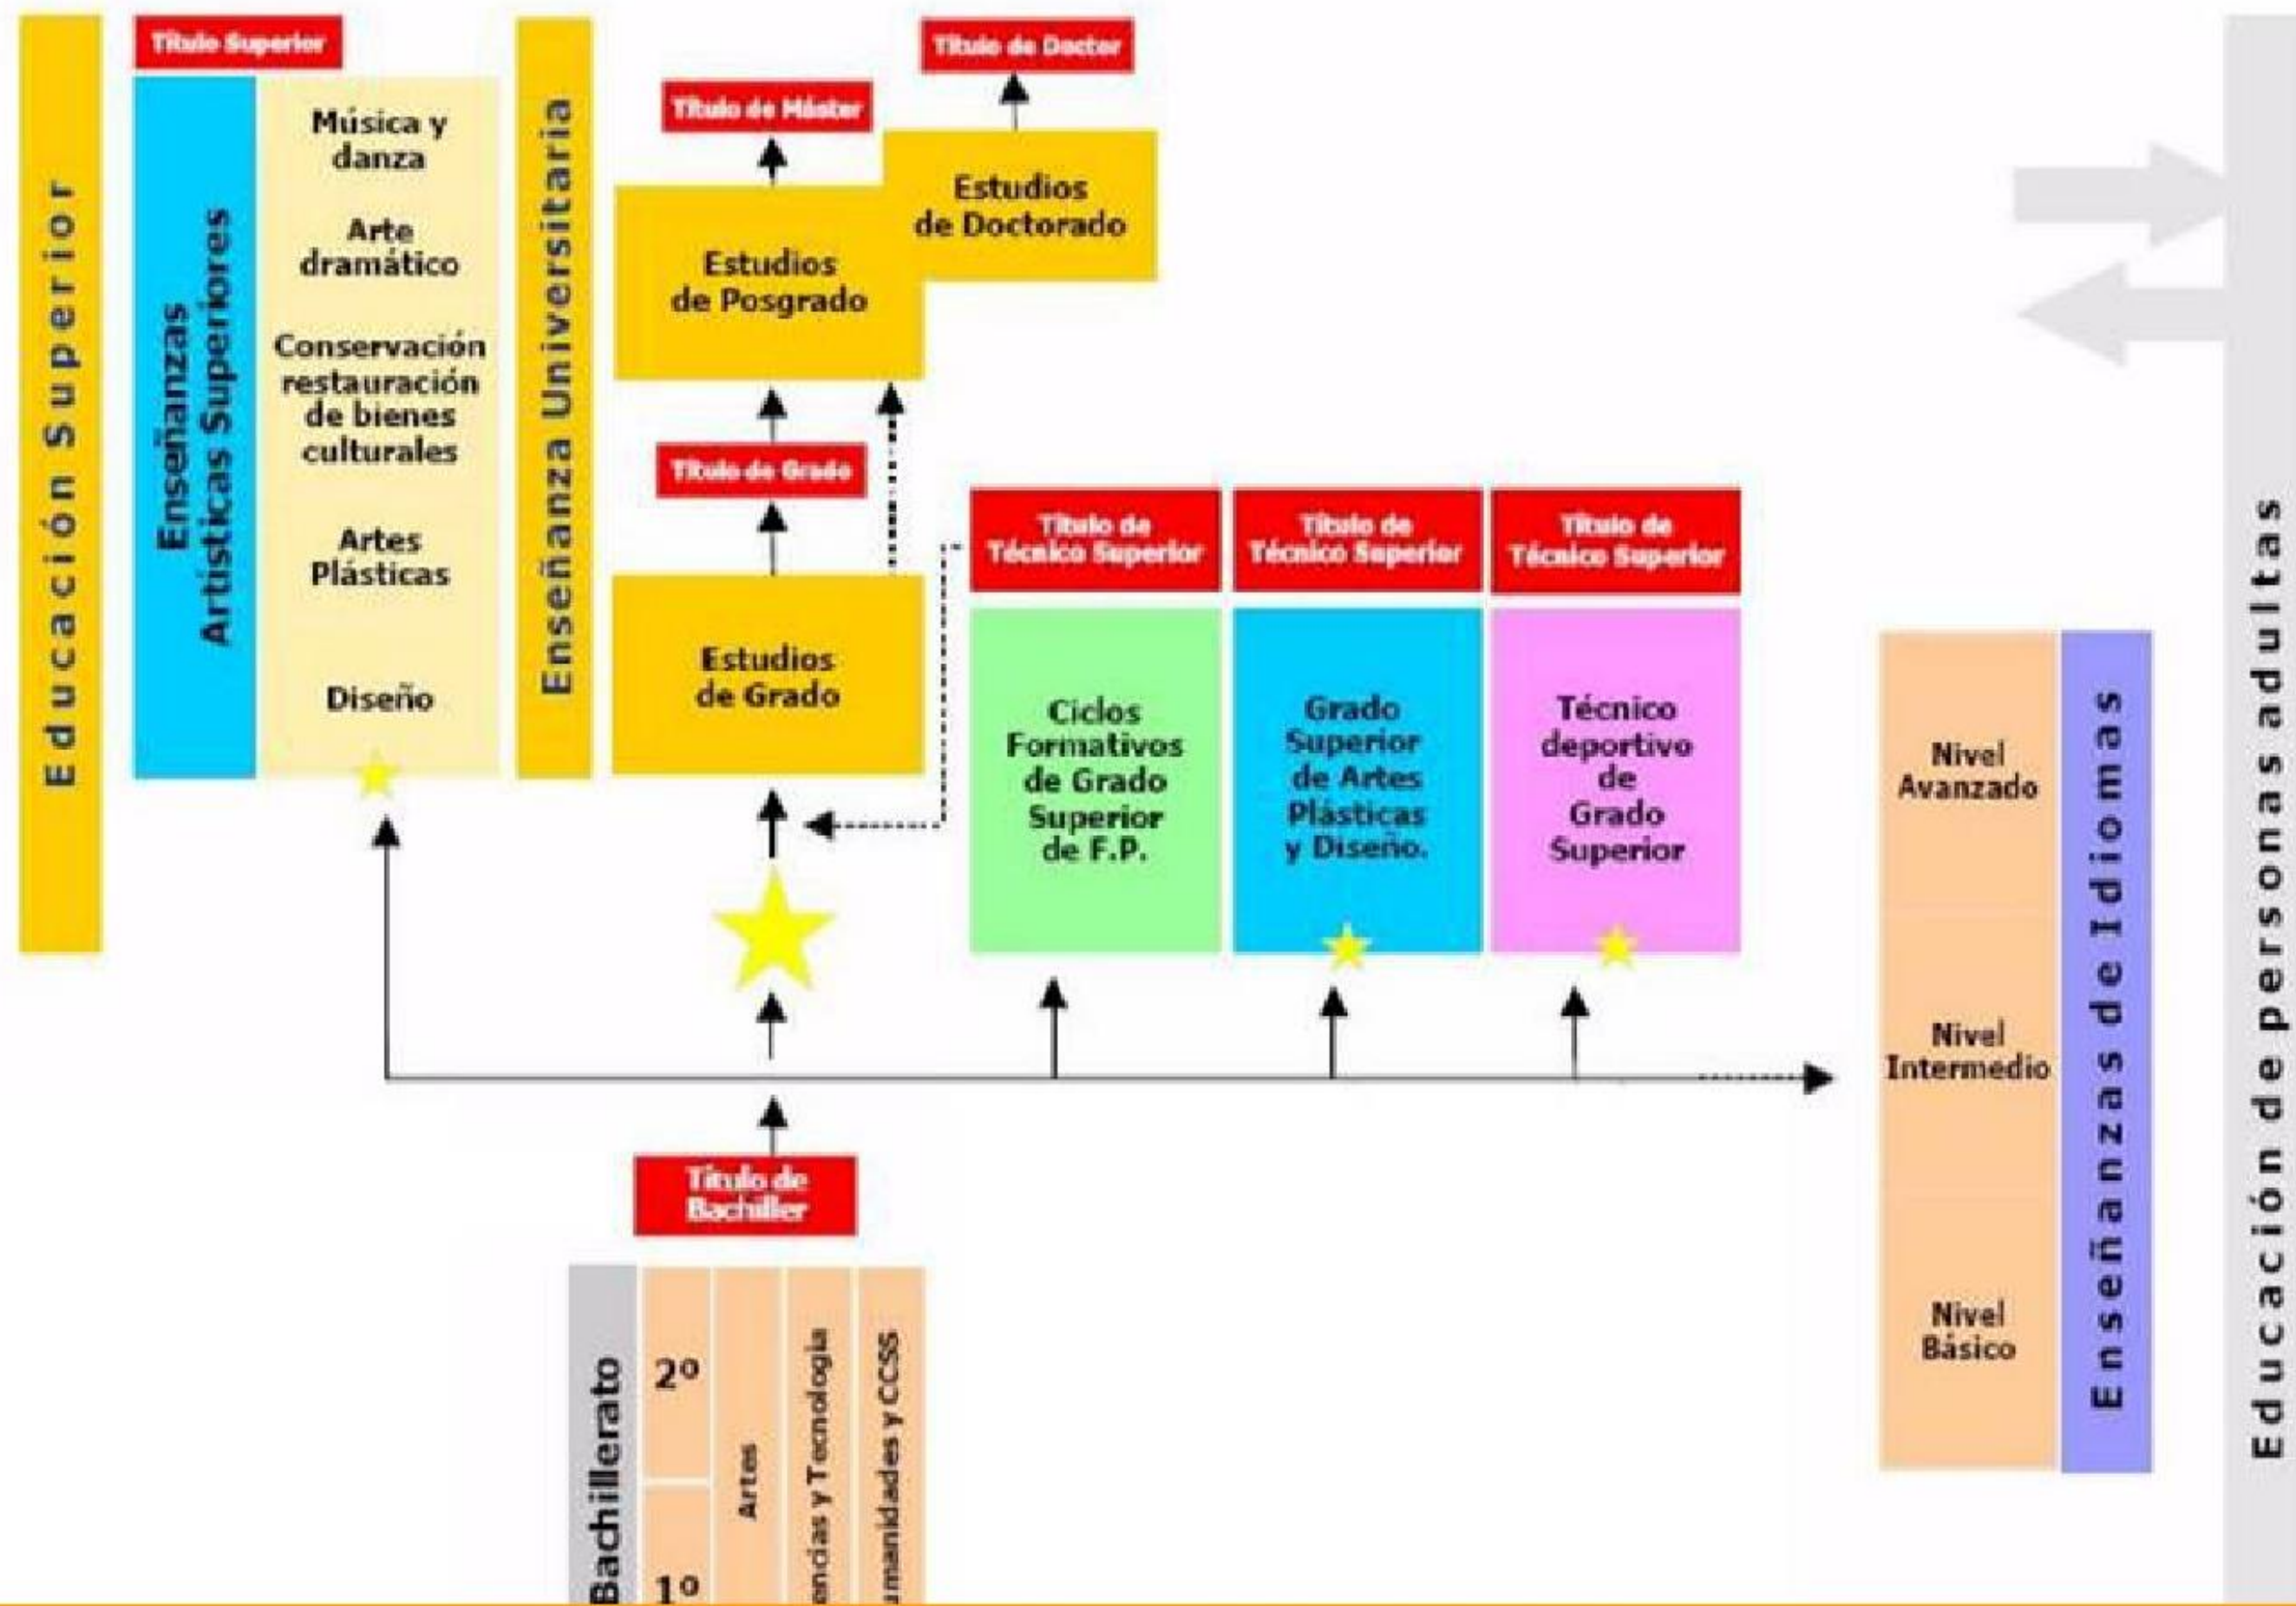 Educación Superior
Título Superior
Enseñanzas
Artísticas Superiores
Música y
danza
Arte
dramático
Conservación
restauración
de bienes
culturales
Artes
Plásticas
Diseño
Enseñanza Universitaria
Título de Máster
Título de Doctor
Estudios
de Posgrado
Estudios
de Doctorado
Título de Grado
Estudios
de Grado
Título de
Técnico Superior
Ciclos
Formativos
de Grado
Superior
de F.P.
Título de
Técnico Superior
Grado
Superior
de Artes
Plásticas
y Diseño.
Título de
Técnico Superior
Técnico
deportivo
de
Grado
Superior
Nivel
Avanzado
Nivel
Intermedio
Nivel
Básico
Enseñanzas de Idiomas
Educación de personas adultas
Título de
Bachiller
Bachillerato
2º
1º
Artes
encias y Tecnología
umanidades y CCSS